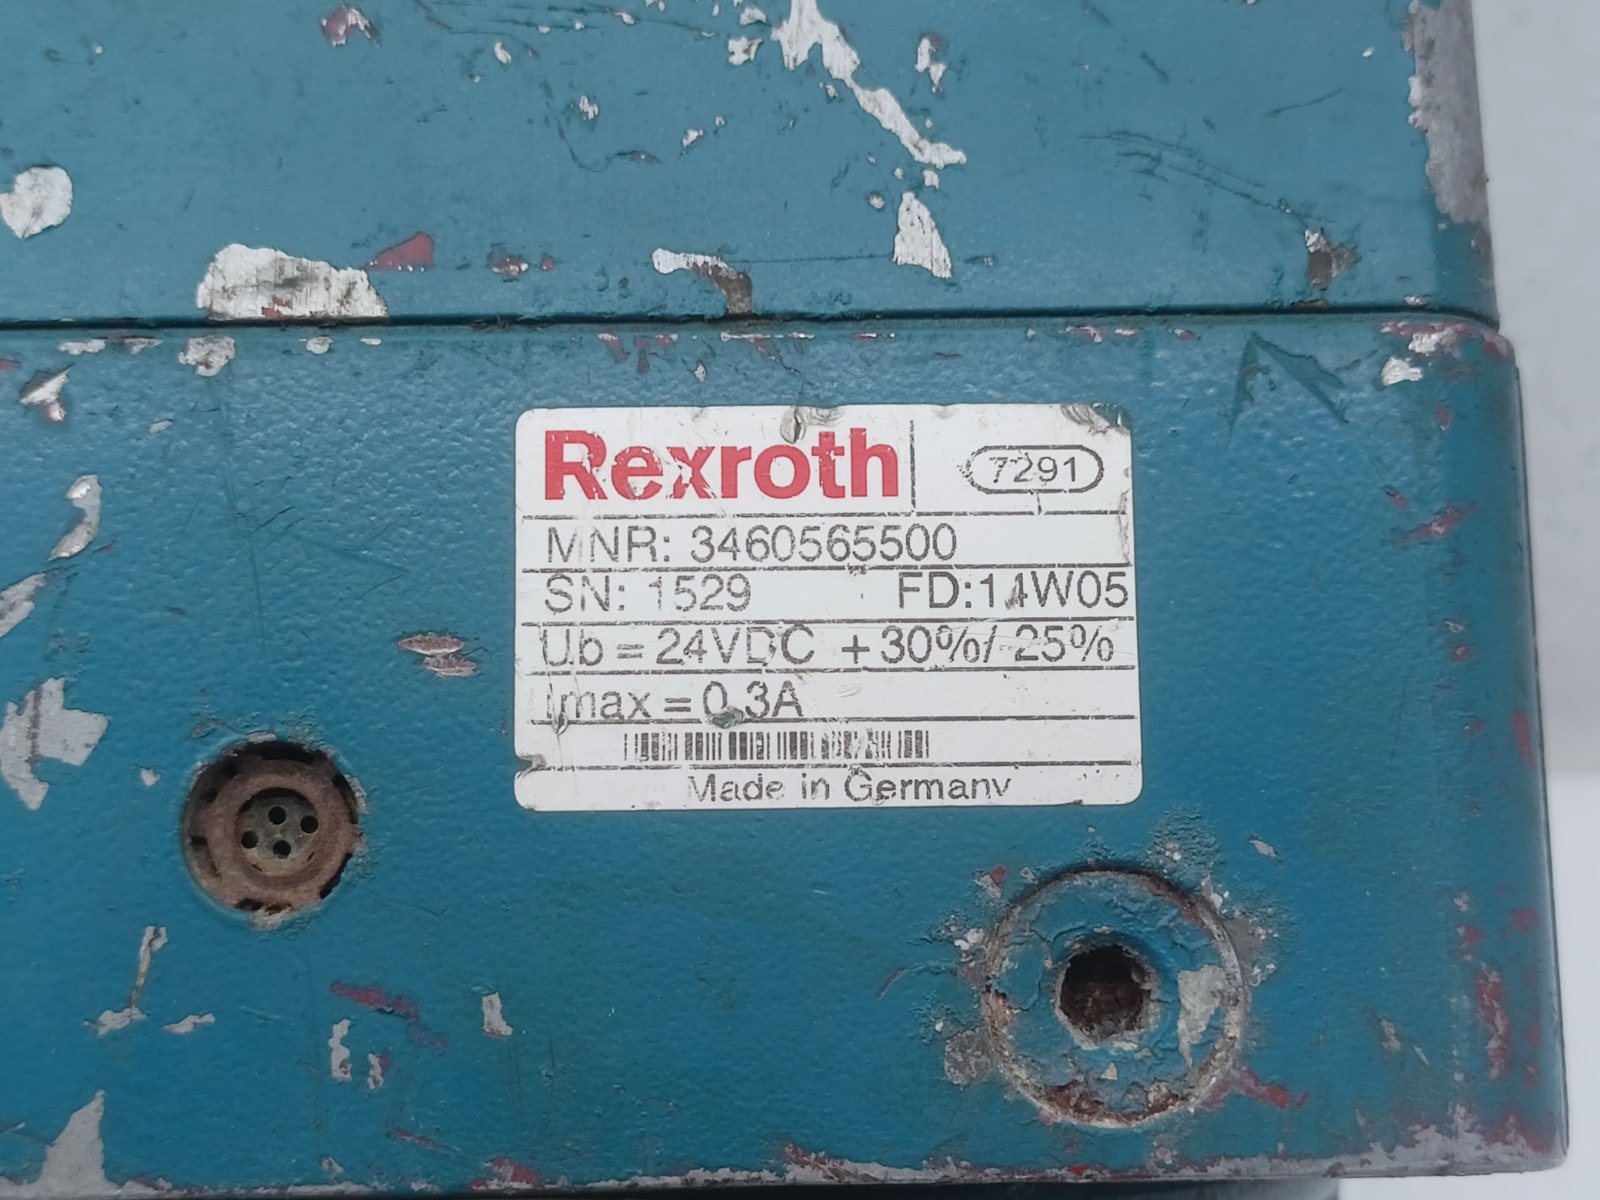 Rexroth 7291
MNR: 3460565500
SN: 1529 FD:14W05
Ub = 24VDC +30%/-25%
Imax = 0.3A
Made in Germany